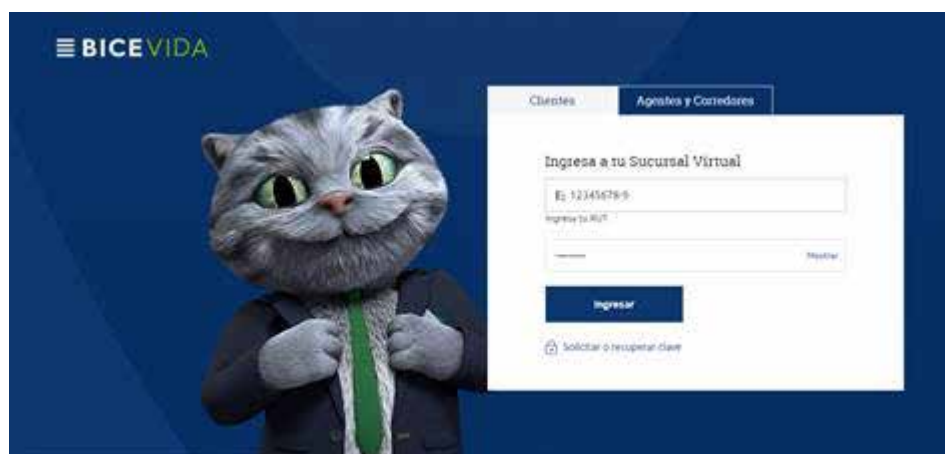 BICEVIDA
Clientes
Agentes y Corredores
Ingresa a tu Sucursal Virtual
Ej. 12345678-9
Ingresa tu RUT
Mostrar
Ingresar
Solicitar o recuperar clave